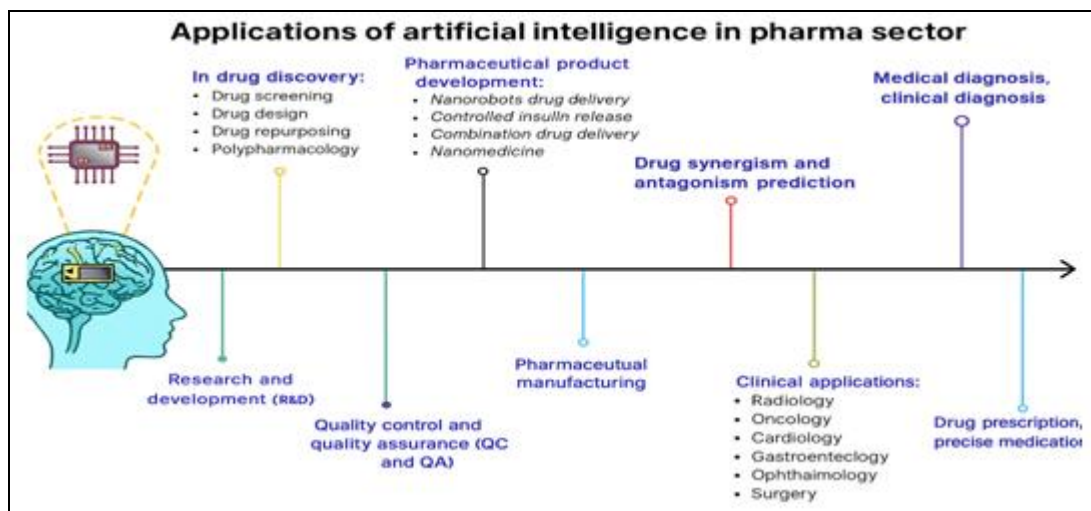 Applications of artificial intelligence in pharma sector
In drug discovery:
• Drug screening
• Drug design
• Drug repurposing
• Polypharmacology
Pharmaceutical product
development:
• Nanorobots drug delivery
• Controlled insulin release
• Combination drug delivery
• Nanomedicine
Drug synergism and
antagonism prediction
Medical diagnosis,
clinical diagnosis
Research and
development (R&D)
Quality control and
quality assurance (QC
and QA)
Pharmaceutual
manufacturing
Clinical applications:
• Radiology
• Oncology
• Cardiology
• Gastroenteclogy
• Ophthaimology
• Surgery
Drug prescription,
precise medication